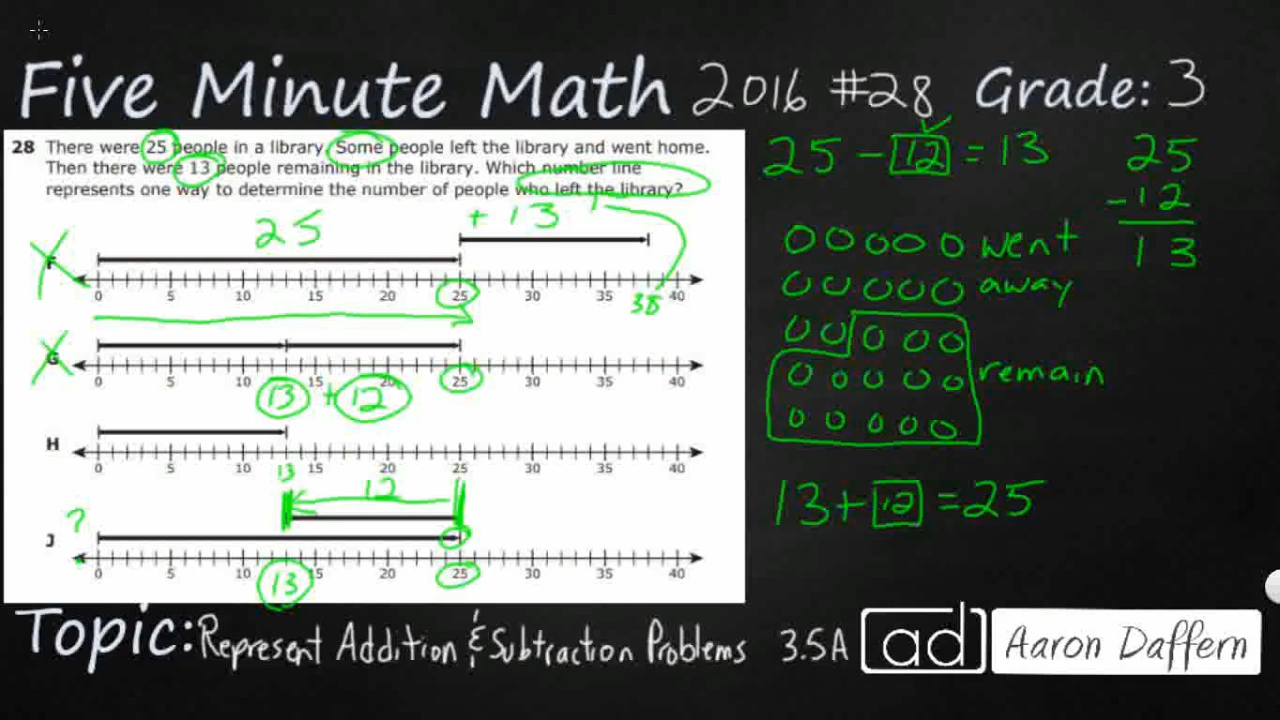 Five Minute Math 2016 #28 Grade: 3
28 There were 25 people in a library. Some people left the library and went home.
Then there were 13 people remaining in the library. Which number line
represents one way to determine the number of people who left the library?
25 + 13
F
0 5 10 15 20 25 30 35 40
38
G
0 5 10 15 20 25 30 35 40
13 + 12
H
0 5 10 15 20 25 30 35 40
13
12
? J
0 5 10 15 20 25 30 35 40
13
25 - 12 = 13
25
-12
13
went
away
remain
13 + 12 = 25
Topic: Represent Addition & Subtraction Problems 3.5A ad Aaron Daffern